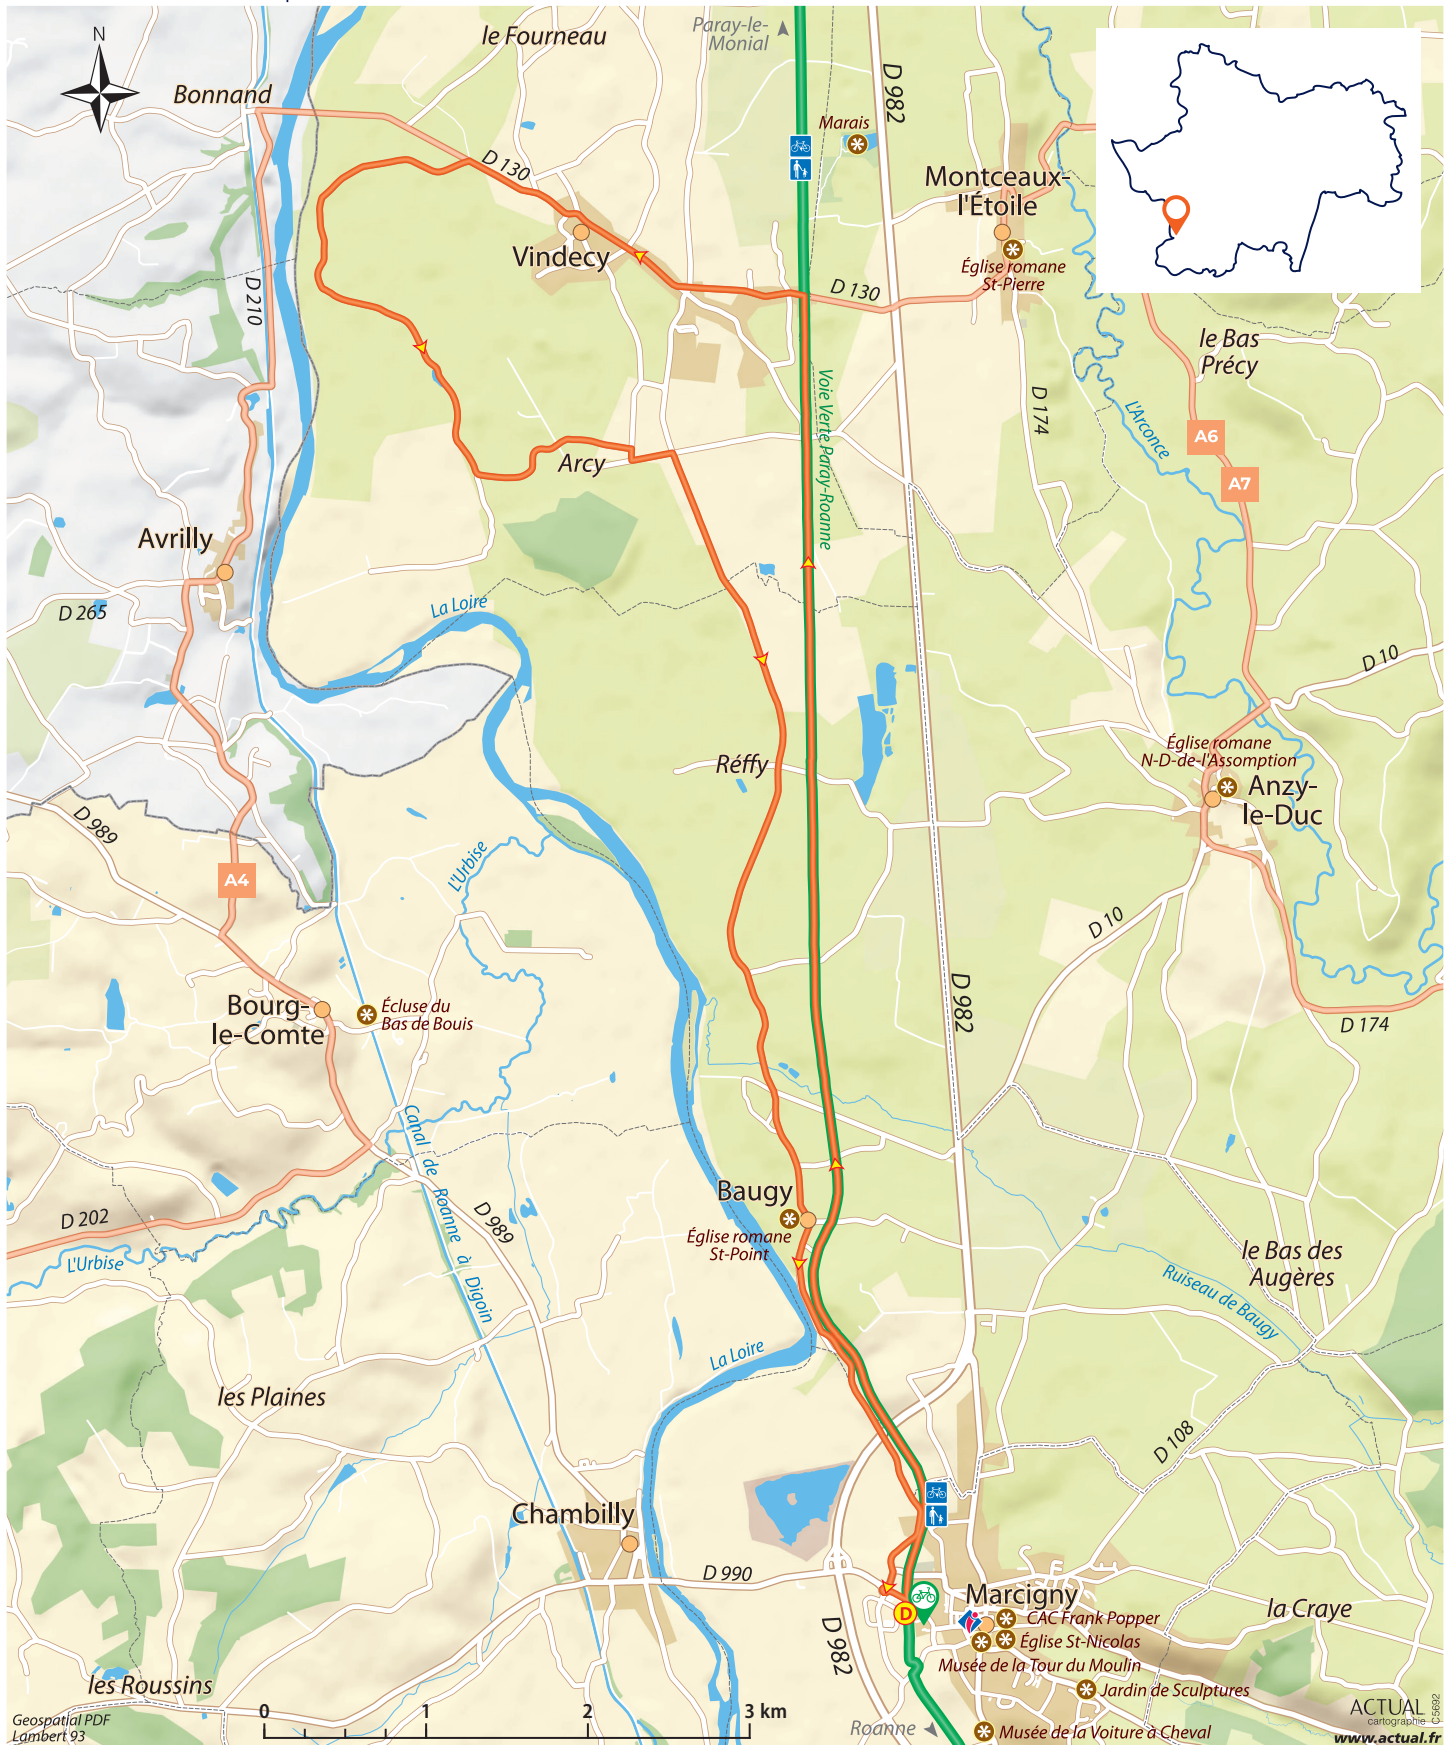 N
le Fourneau
Paray-le-
Monial
Bonnand
D 982
Marais
D 130
Montceaux-
l'Étoile
Vindecy
Église romane
St-Pierre
D 130
D 210
le Bas
Précy
Voie Verte Paray-Roanne
D 174
L'Arconce
A6
A7
Arcy
Avrilly
D 265
La Loire
D 10
Réffy
Église romane
N-D-de-l'Assomption
Anzy-
le-Duc
D 989
L'Urbise
A4
D 10
D 982
Bourg-
le-Comte
Écluse du
Bas de Bouis
D 174
Canal de Roanne à Digoin
Baugy
Église romane
St-Point
D 202
L'Urbise
D 989
le Bas des
Augères
Ruiseau de Baugy
La Loire
les Plaines
D 108
Chambilly
D 990
Marcigny
D
CAC Frank Popper
Église St-Nicolas
Musée de la Tour du Moulin
la Craye
D 982
Jardin de Sculptures
les Roussins
0 1 2 3 km
Roanne
Musée de la Voiture à Cheval
Geospatial PDF
Lambert 93
ACTUAL
cartographie
C5692
www.actual.fr